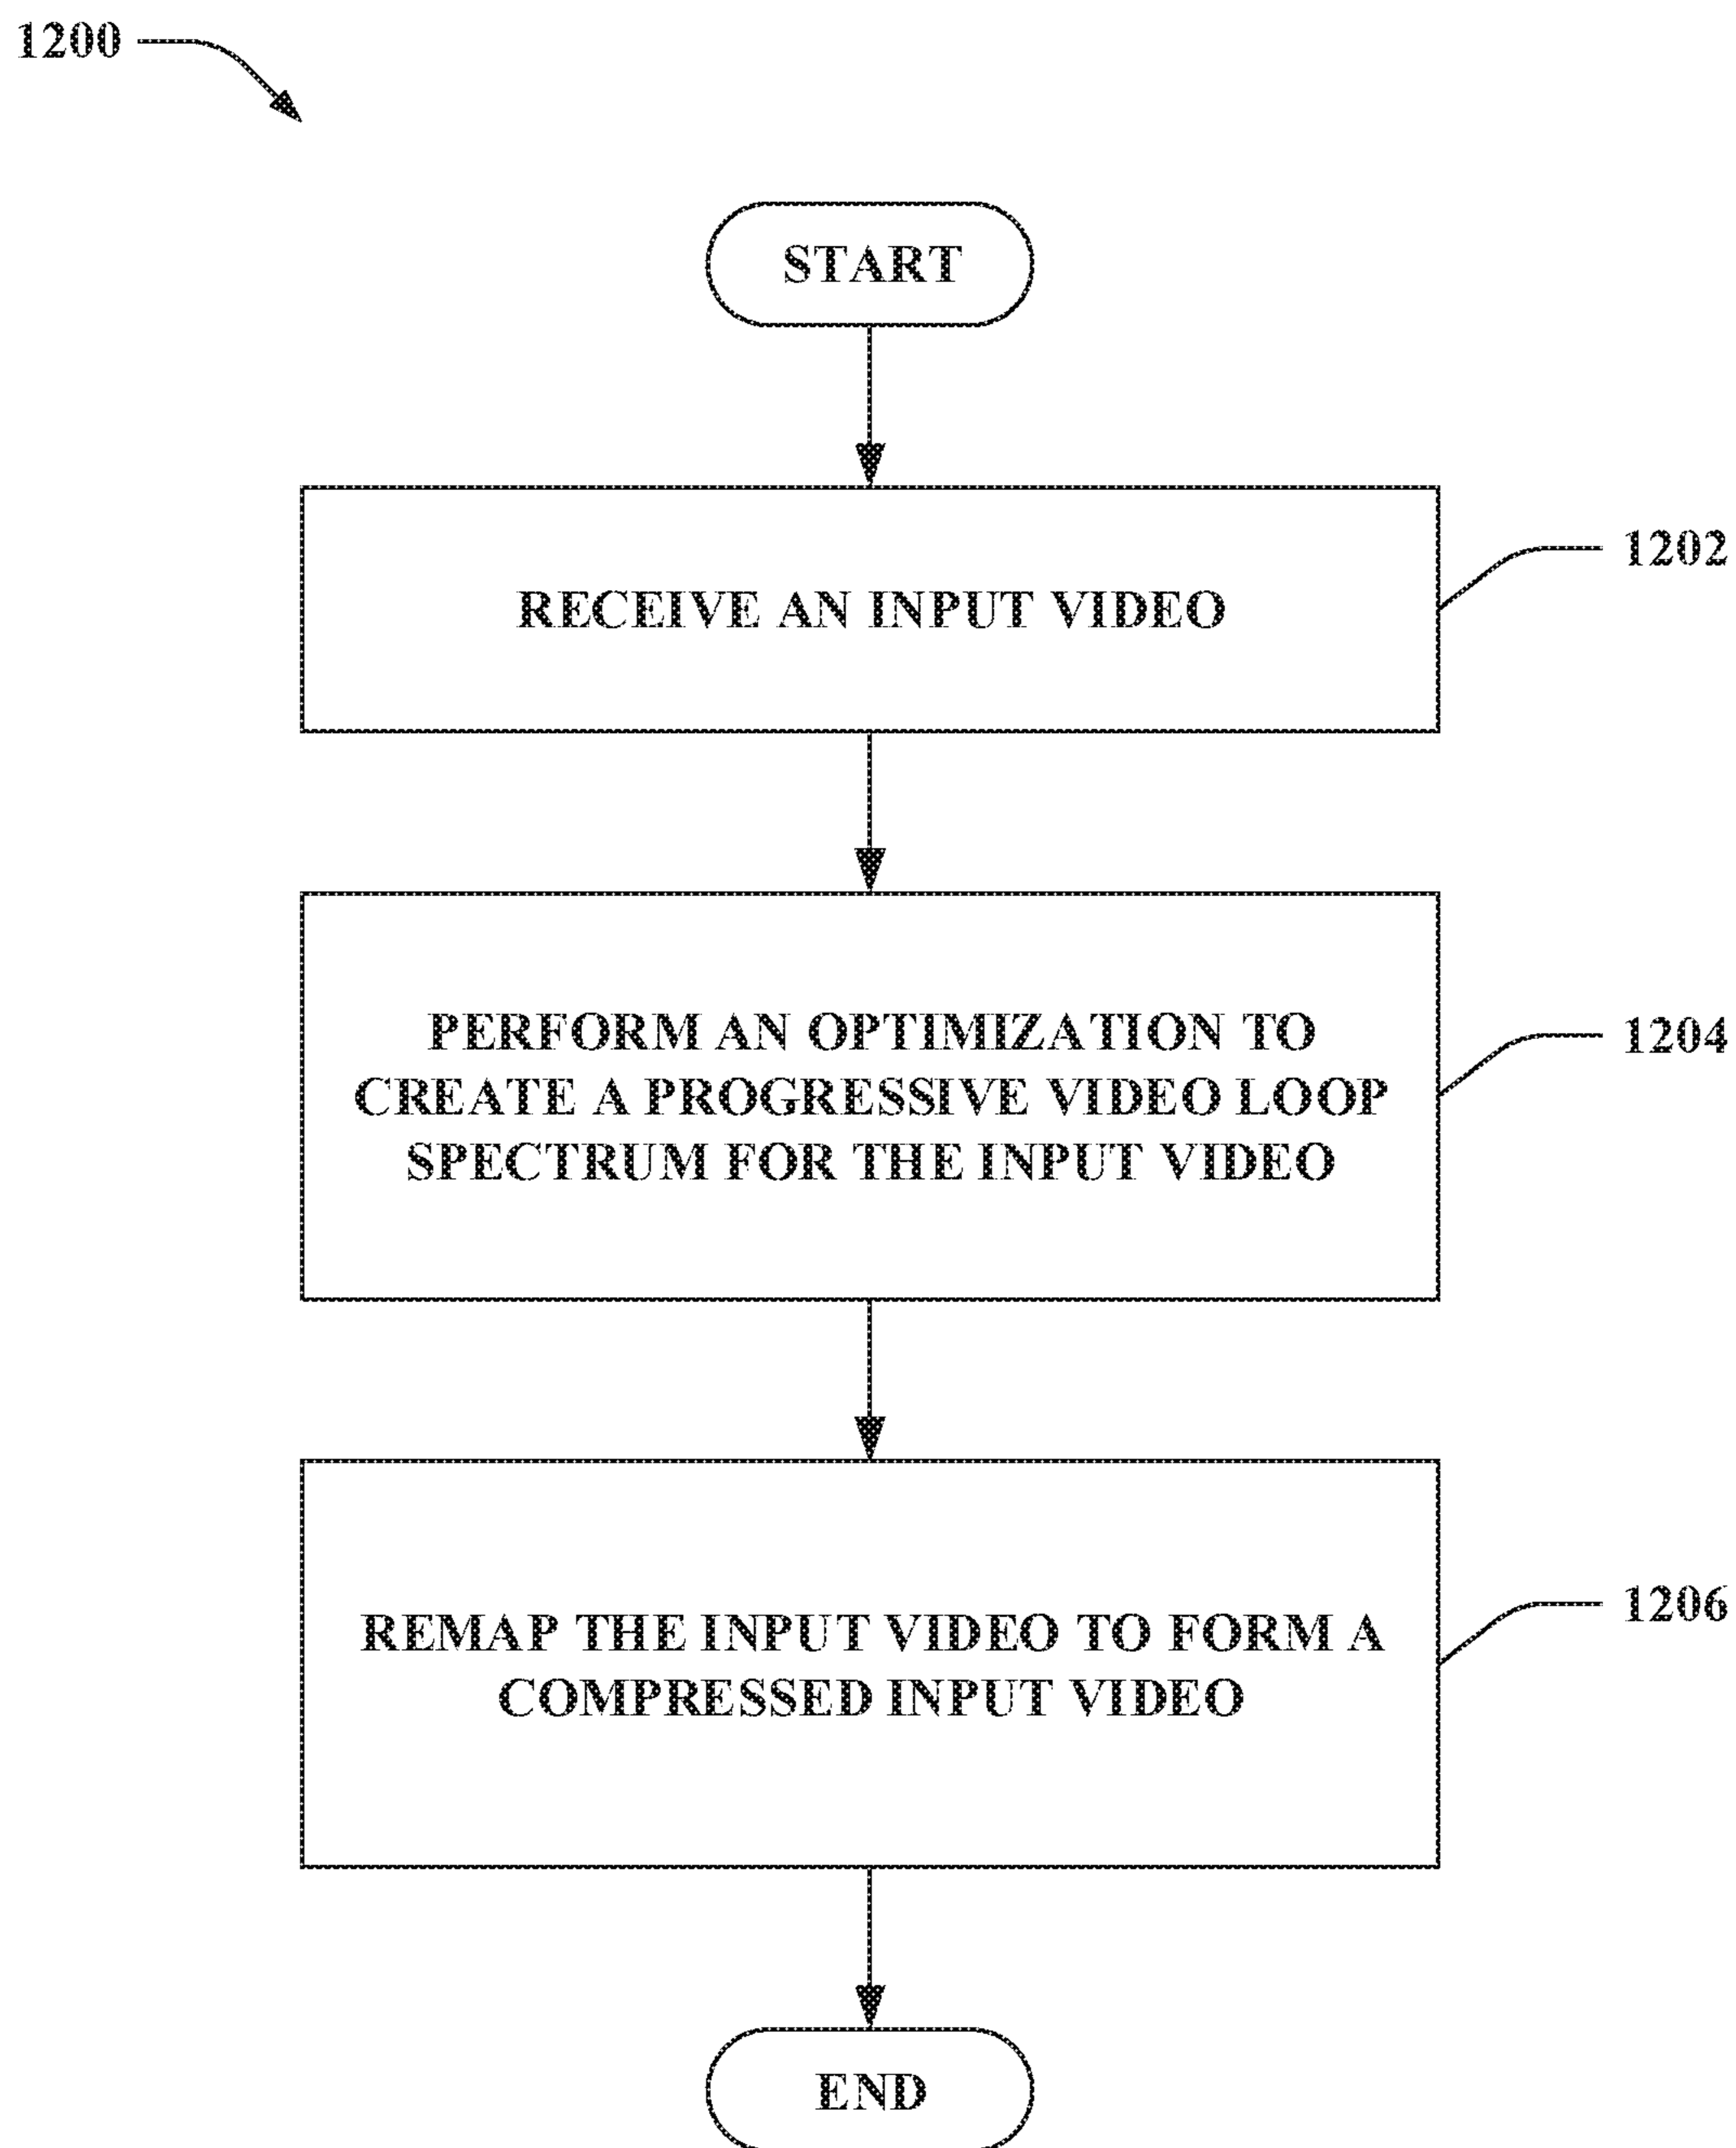 1200
START
RECEIVE AN INPUT VIDEO
1202
PERFORM AN OPTIMIZATION TO
CREATE A PROGRESSIVE VIDEO LOOP
SPECTRUM FOR THE INPUT VIDEO
1204
REMAP THE INPUT VIDEO TO FORM A
COMPRESSED INPUT VIDEO
1206
END